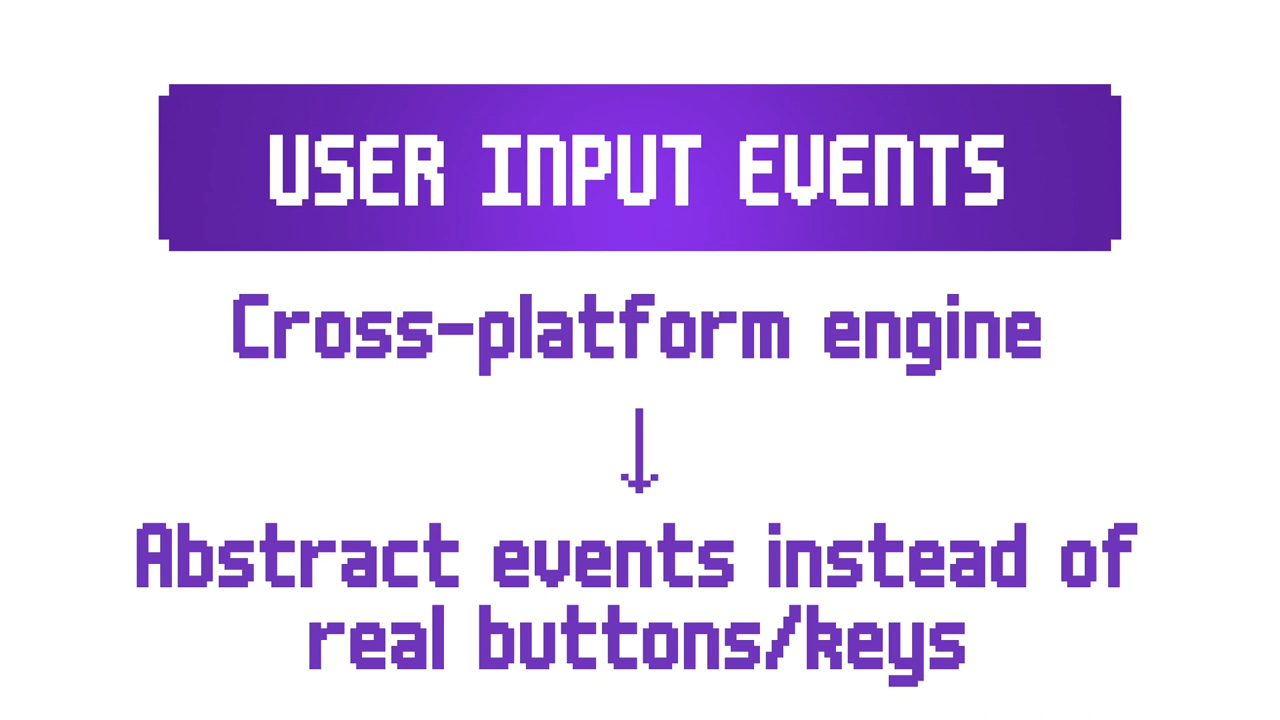 USER INPUT EVENTS
Cross-platform engine
↓
Abstract events instead of
real buttons/keys